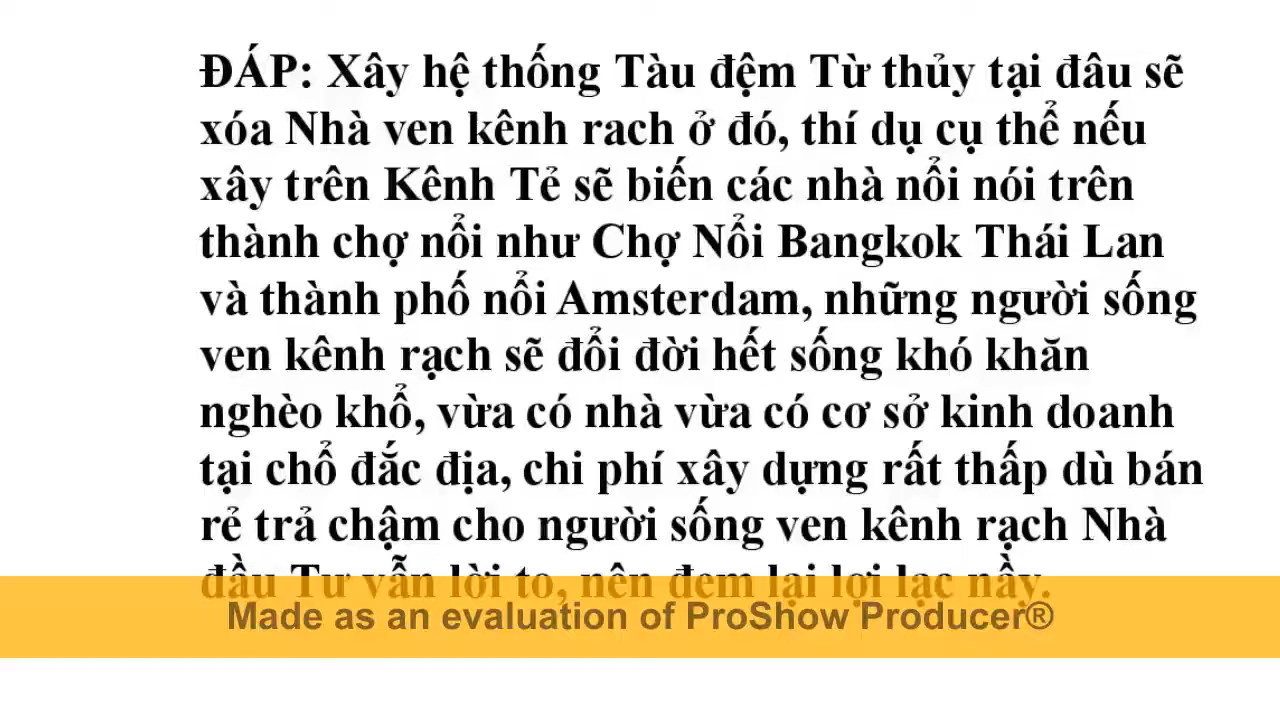 ĐÁP: Xây hệ thống Tàu đệm Từ thủy tại đâu sẽ
xóa Nhà ven kênh rach ở đó, thí dụ cụ thể nếu
xây trên Kênh Tẻ sẽ biến các nhà nổi nói trên
thành chợ nổi như Chợ Nổi Bangkok Thái Lan
và thành phố nổi Amsterdam, những người sống
ven kênh rạch sẽ đổi đời hết sống khó khăn
nghèo khổ, vừa có nhà vừa có cơ sở kinh doanh
tại chổ đắc địa, chi phí xây dựng rất thấp dù bán
rẻ trả chậm cho người sống ven kênh rạch Nhà
đầu Tư vẫn lời to, nên đem lại lợi lạc nầy.
Made as an evaluation of ProShow Producer®